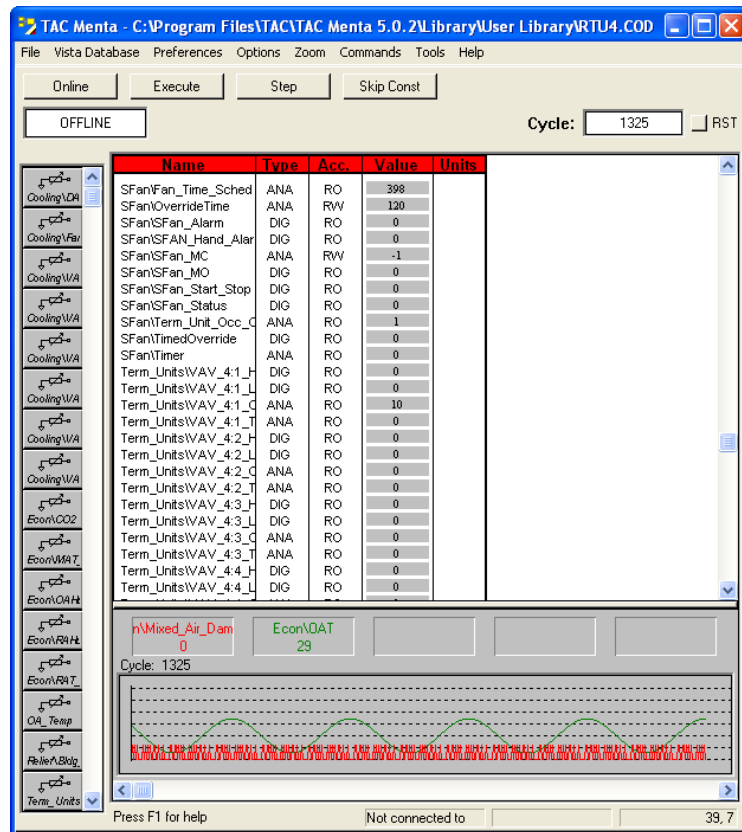 TAC Menta - C:\Program Files\TAC\TAC Menta 5.0.2\Library\User Library\RTU4.COD
File Vista Database Preferences Options Zoom Commands Tools Help
Online Execute Step Skip Const
OFFLINE Cycle: 1325 RST
Name Type Acc. Value Units
SFan\Fan_Time_Sched ANA RO 398
SFan\OverrideTime ANA RW 120
SFan\SFan_Alarm DIG RO 0
SFan\SFAN_Hand_Alar DIG RO 0
SFan\SFan_MC ANA RW -1
SFan\SFan_MO DIG RO 0
SFan\SFan_Start_Stop DIG RO 0
SFan\SFan_Status DIG RO 0
SFan\Term_Unit_Occ_C ANA RO 1
SFan\TimedOverride DIG RO 0
SFan\Timer ANA RO 0
Term_Units\VAV_4:1_H DIG RO 0
Term_Units\VAV_4:1_L DIG RO 0
Term_Units\VAV_4:1_C ANA RO 10
Term_Units\VAV_4:1_T ANA RO 0
Term_Units\VAV_4:2_H DIG RO 0
Term_Units\VAV_4:2_L DIG RO 0
Term_Units\VAV_4:2_C ANA RO 0
Term_Units\VAV_4:2_T ANA RO 0
Term_Units\VAV_4:3_H DIG RO 0
Term_Units\VAV_4:3_L DIG RO 0
Term_Units\VAV_4:3_C ANA RO 0
Term_Units\VAV_4:3_T ANA RO 0
Term_Units\VAV_4:4_H DIG RO 0
Term_Units\VAV_4:4_L DIG RO 0
Cooling\DA
Cooling\Far
Cooling\VA
Cooling\VA
Cooling\VA
Cooling\VA
Cooling\VA
Cooling\VA
Econ\CO2
Econ\MAT_
Econ\OAHu
Econ\RAHu
Econ\RAT_
OA_Temp
Relief\Bldg_
Term_Units
n\Mixed_Air_Dam Econ\OAT
0 29
Cycle: 1325
Press F1 for help Not connected to 39, 7